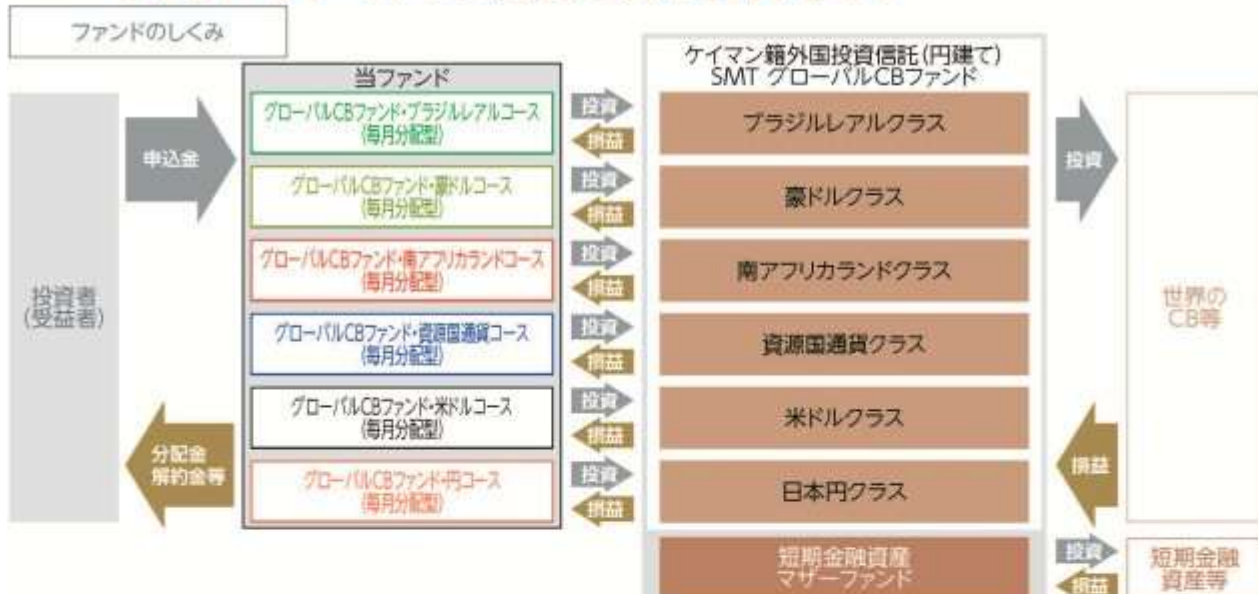 ファンドのしくみ
当ファンド
ケイマン籍外国投資信託(円建て)
SMT グローバルCBファンド
投資者
(受益者)
申込金
分配金
解約金等
グローバルCBファンド・ブラジルレアルコース
(毎月分配型)
投資
損益
ブラジルレアルクラス
グローバルCBファンド・豪ドルコース
(毎月分配型)
投資
損益
豪ドルクラス
グローバルCBファンド・南アフリカランドコース
(毎月分配型)
投資
損益
南アフリカランドクラス
グローバルCBファンド・資源国通貨コース
(毎月分配型)
投資
損益
資源国通貨クラス
グローバルCBファンド・米ドルコース
(毎月分配型)
投資
損益
米ドルクラス
グローバルCBファンド・円コース
(毎月分配型)
投資
損益
日本円クラス
投資
損益
世界の
CB等
短期金融資産
マザーファンド
投資
損益
短期金融
資産等